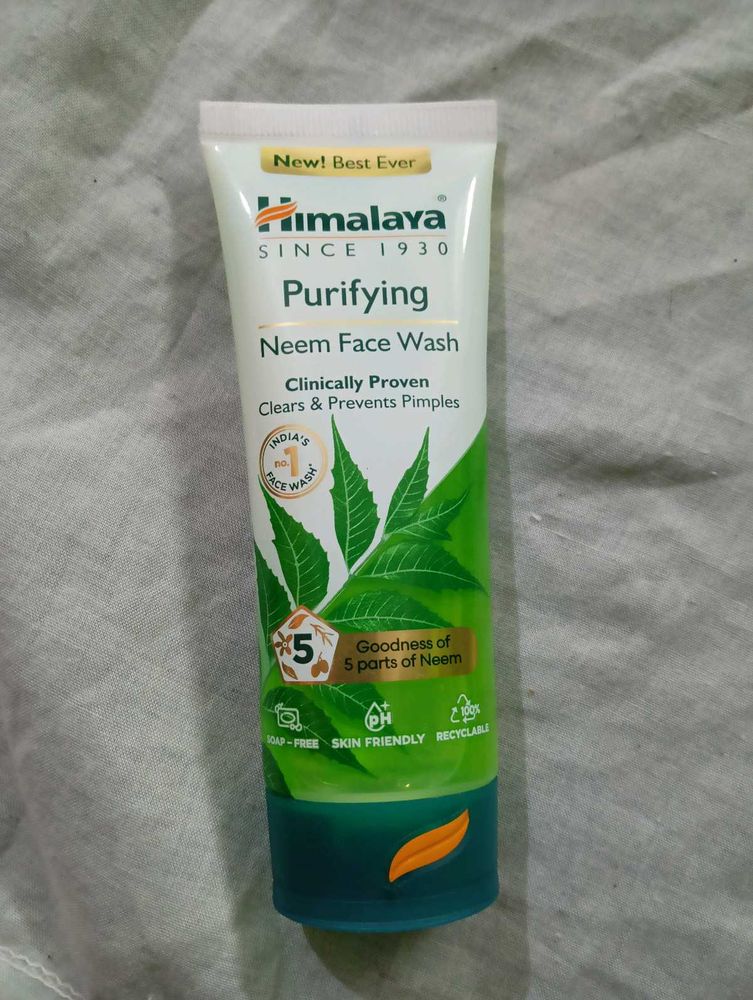 New! Best Ever
Himalaya®
SINCE 1930
Purifying
Neem Face Wash
Clinically Proven
Clears & Prevents Pimples
INDIA'S
no.1
FACE WASH*
5
Goodness of
5 parts of Neem
pH
100%
SOAP-FREE
SKIN FRIENDLY
RECYCLABLE